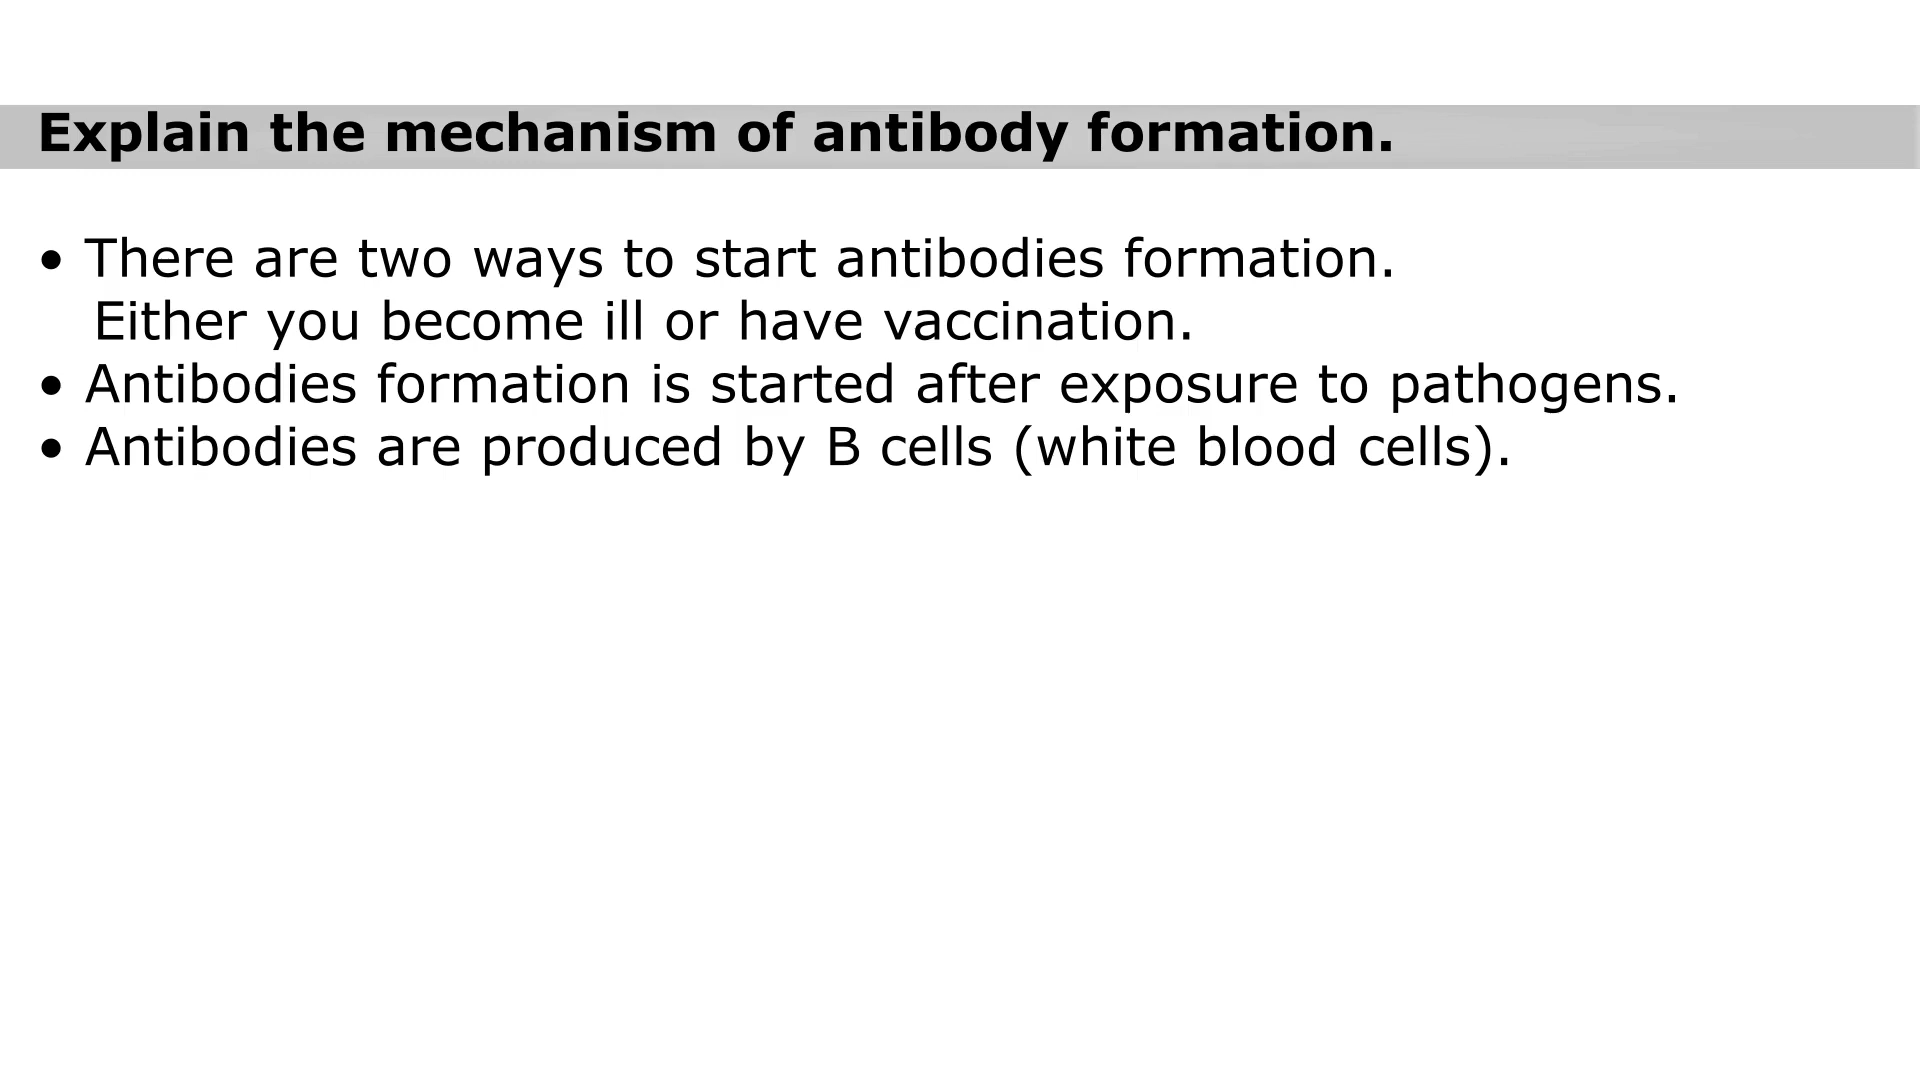 Explain the mechanism of antibody formation.
• There are two ways to start antibodies formation.
Either you become ill or have vaccination.
• Antibodies formation is started after exposure to pathogens.
• Antibodies are produced by B cells (white blood cells).